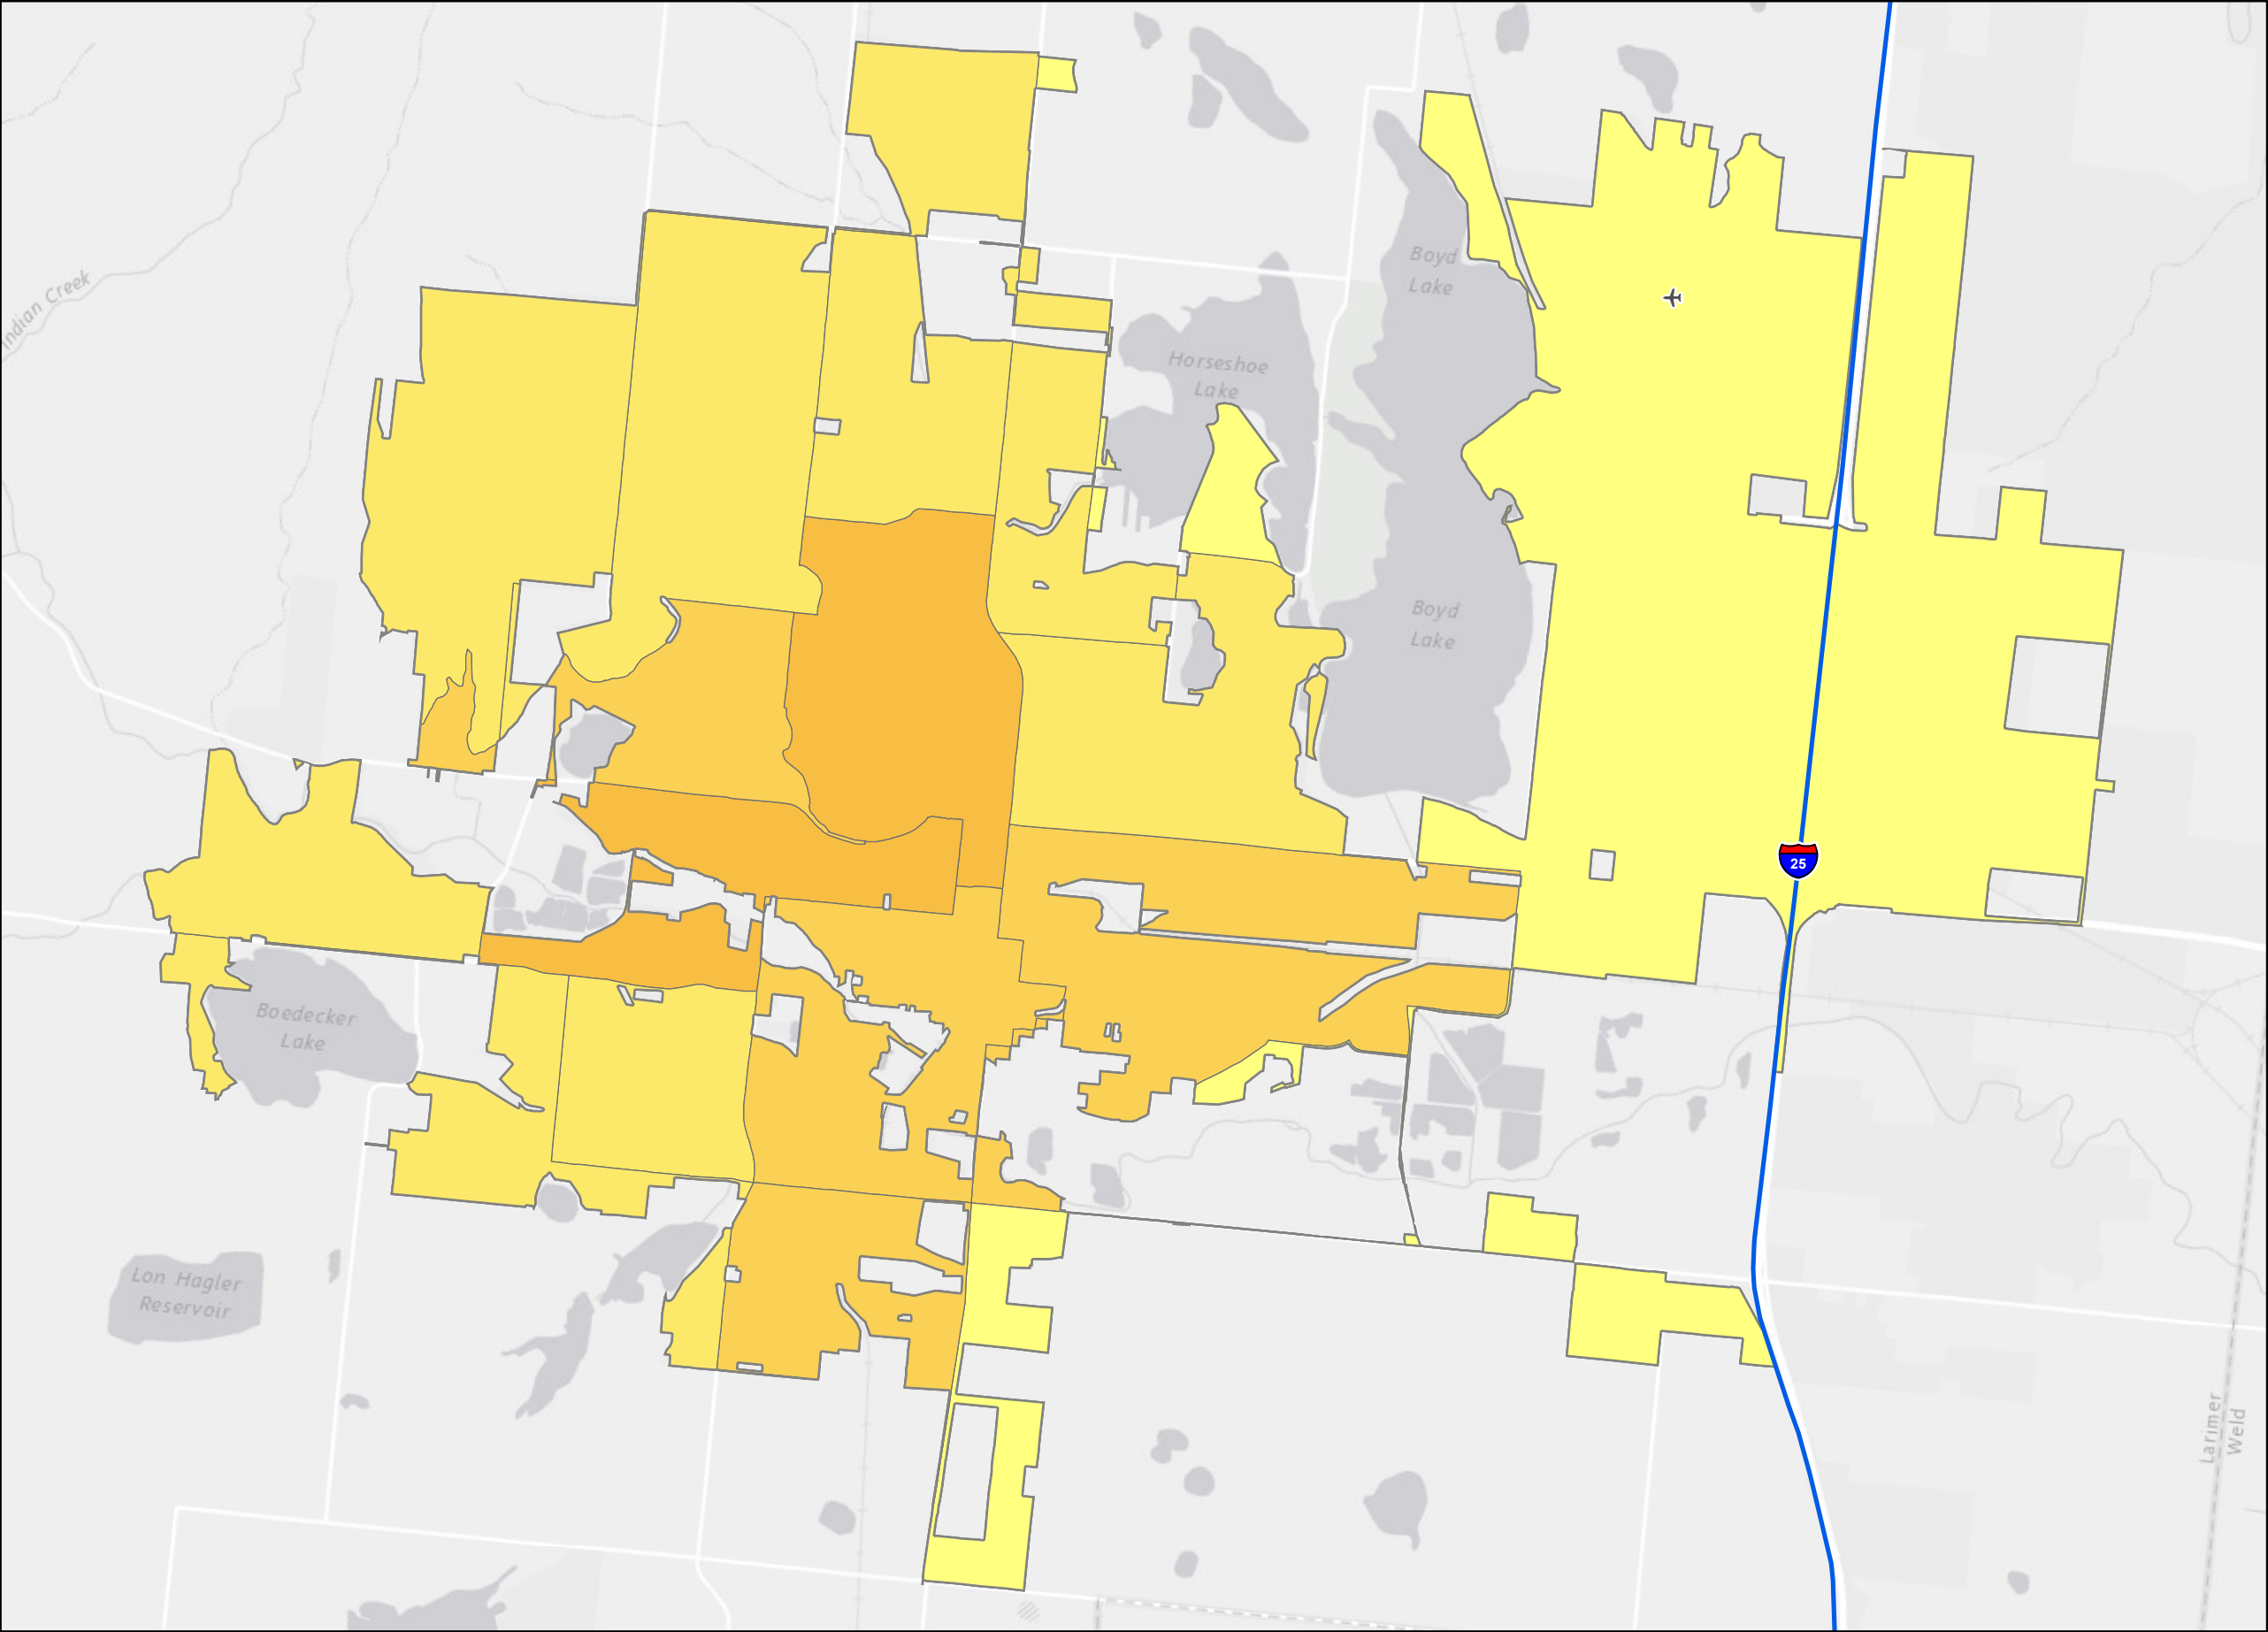 Boyd
Lake
Indian Creek
Horseshoe
Lake
Boyd
Lake
25
Boedecker
Lake
Lon Hagler
Reservoir
Larimer
Weld